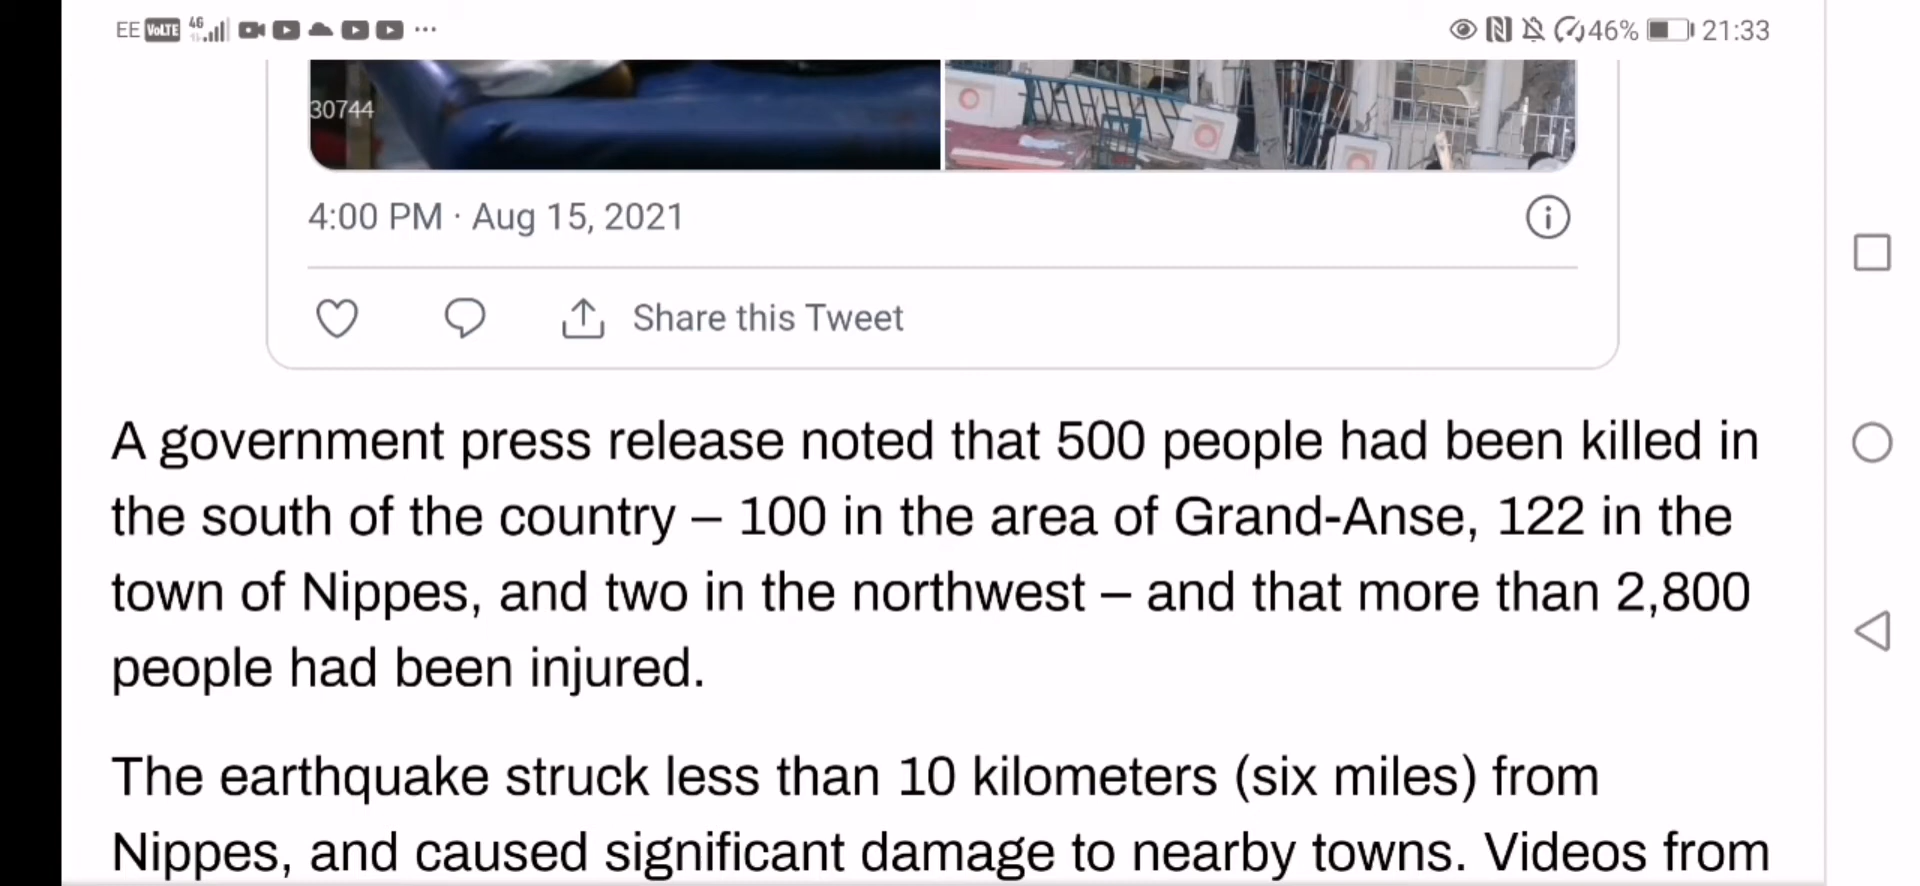 EE VoLTE 4G 46% 21:33
30744
4:00 PM · Aug 15, 2021
Share this Tweet
A government press release noted that 500 people had been killed in
the south of the country – 100 in the area of Grand-Anse, 122 in the
town of Nippes, and two in the northwest – and that more than 2,800
people had been injured.
The earthquake struck less than 10 kilometers (six miles) from
Nippes, and caused significant damage to nearby towns. Videos from